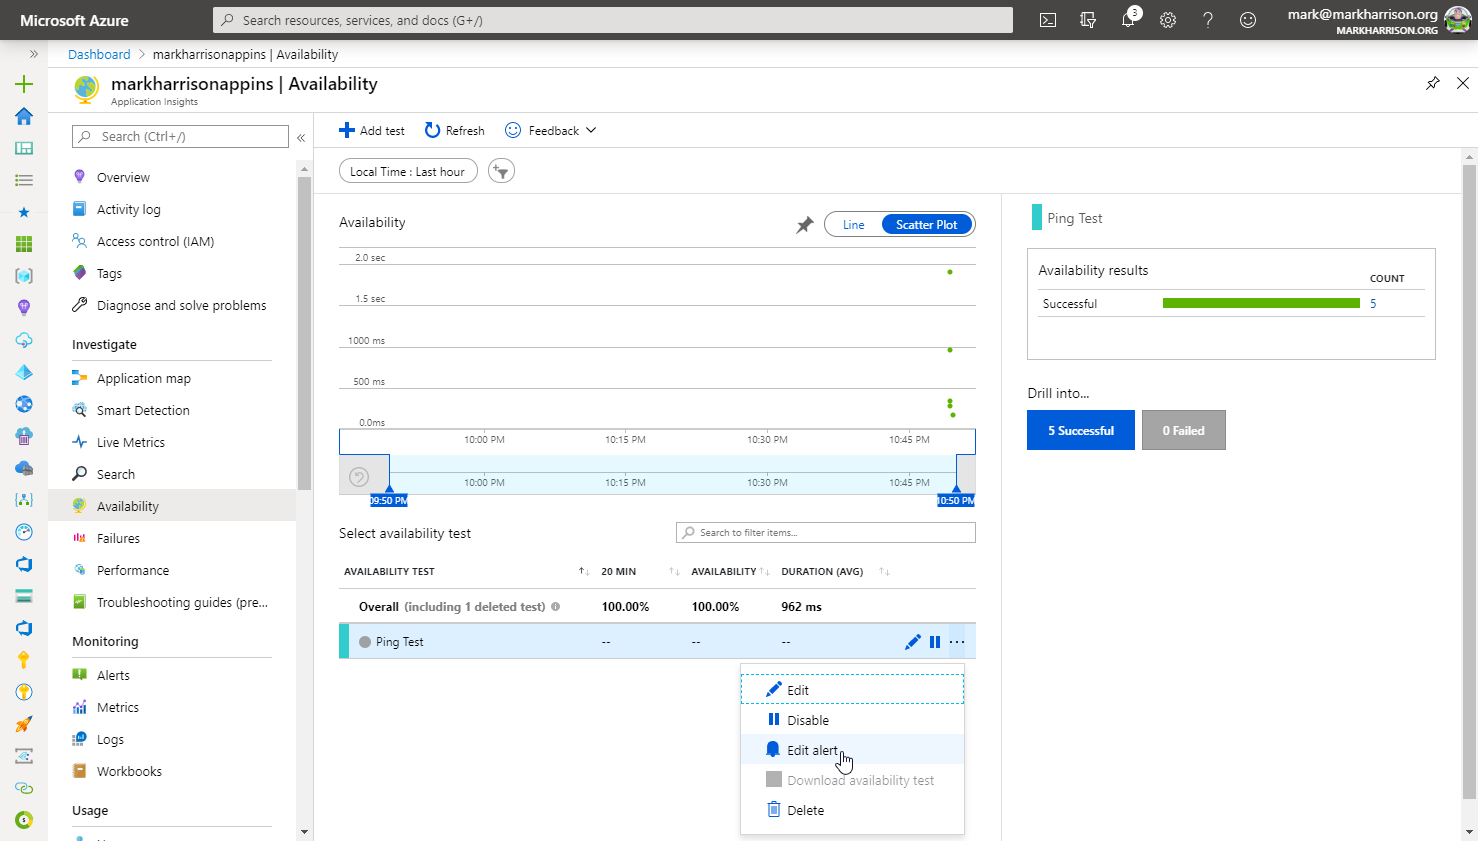 Microsoft Azure
Search resources, services, and docs (G+/)
3
mark@markharrison.org
MARKHARRISON.ORG
Dashboard > markharrisonappins | Availability
markharrisonappins | Availability
Application Insights
Search (Ctrl+/)
Overview
Activity log
Access control (IAM)
Tags
Diagnose and solve problems
Investigate
Application map
Smart Detection
Live Metrics
Search
Availability
Failures
Performance
Troubleshooting guides (pre...
Monitoring
Alerts
Metrics
Logs
Workbooks
Usage
Add test
Refresh
Feedback
Local Time : Last hour
Availability
Line
Scatter Plot
2.0 sec
1.5 sec
1000 ms
500 ms
0.0ms
10:00 PM 10:15 PM 10:30 PM 10:45 PM
10:00 PM 10:15 PM 10:30 PM 10:45 PM
09:50 PM 10:50 PM
Select availability test
Search to filter items...
AVAILABILITY TEST 20 MIN AVAILABILITY DURATION (AVG)
Overall (including 1 deleted test) 100.00% 100.00% 962 ms
Ping Test -- -- --
Edit
Disable
Edit alert
Download availability test
Delete
Ping Test
Availability results COUNT
Successful 5
Drill into...
5 Successful
0 Failed